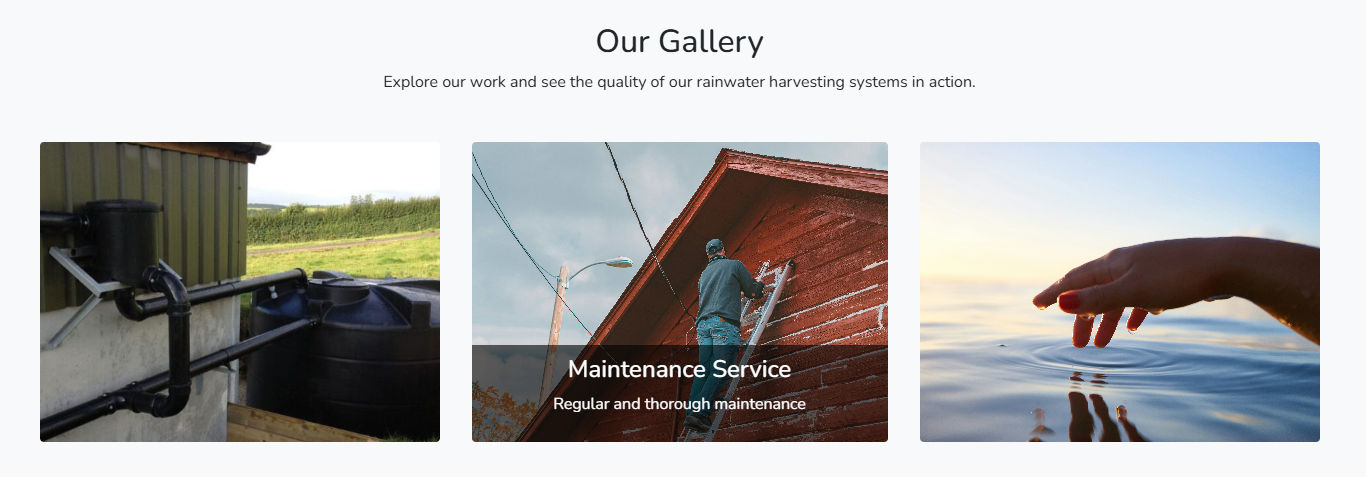 Our Gallery
Explore our work and see the quality of our rainwater harvesting systems in action.
Maintenance Service
Regular and thorough maintenance